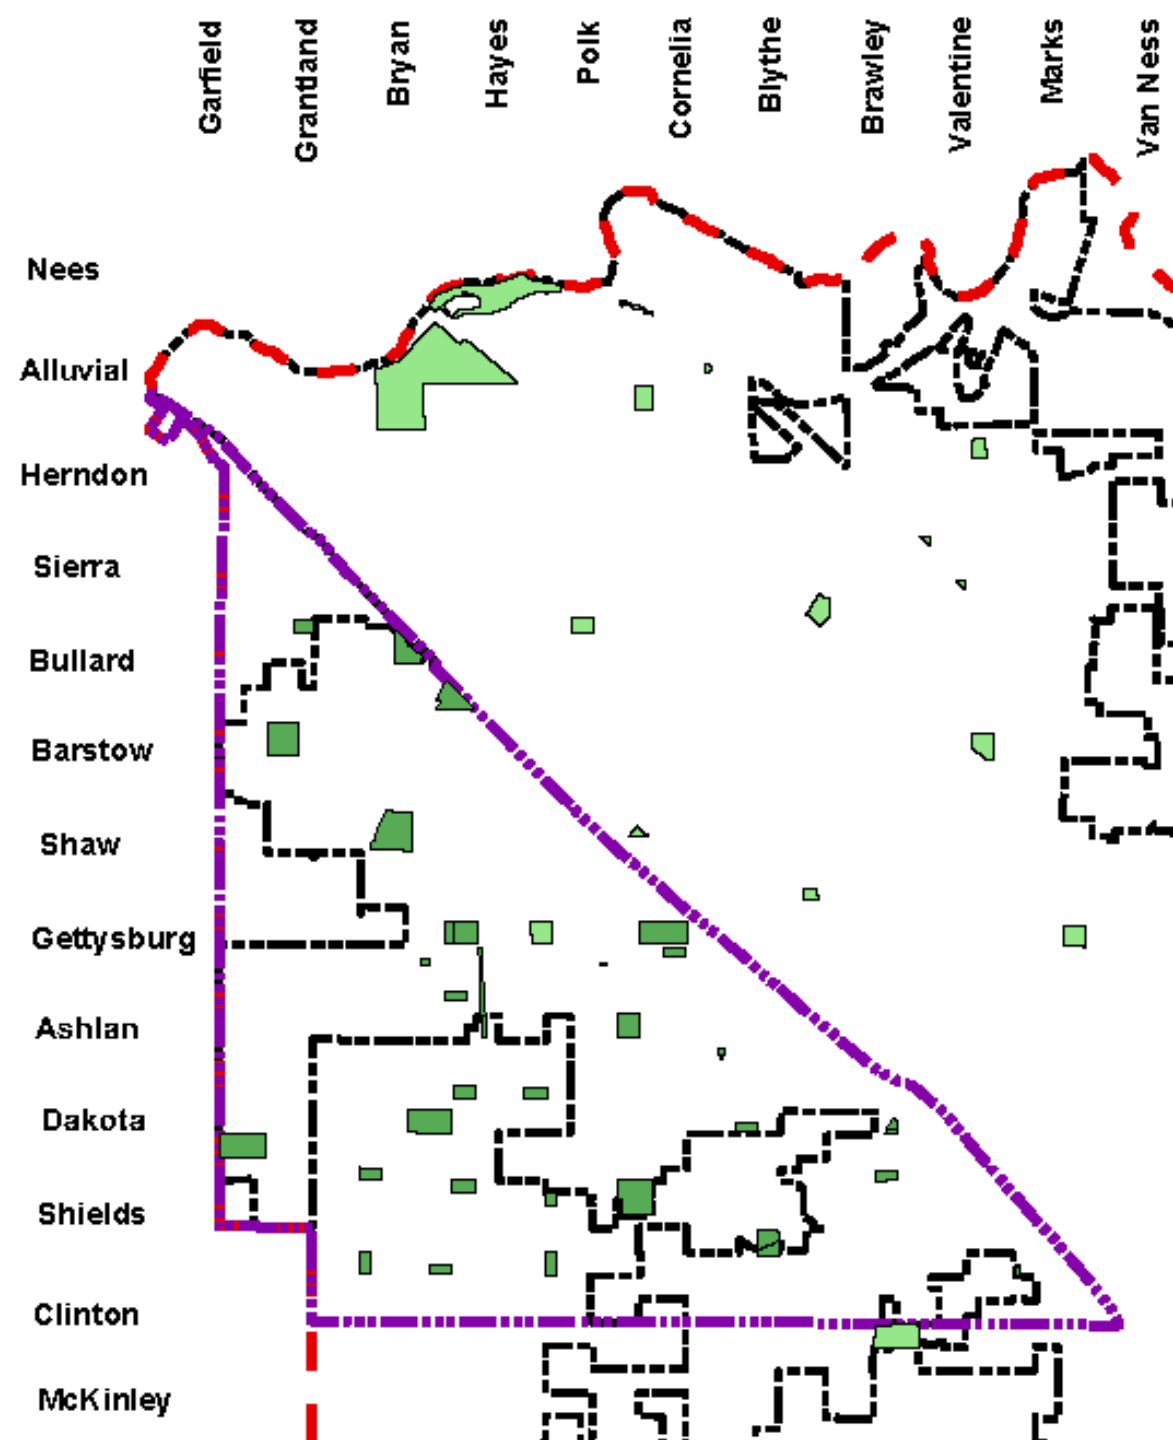 Garfield
Grantland
Bryan
Hayes
Polk
Cornelia
Blythe
Brawley
Valentine
Marks
Van Ness
Nees
Alluvial
Herndon
Sierra
Bullard
Barstow
Shaw
Gettysburg
Ashlan
Dakota
Shields
Clinton
McKinley